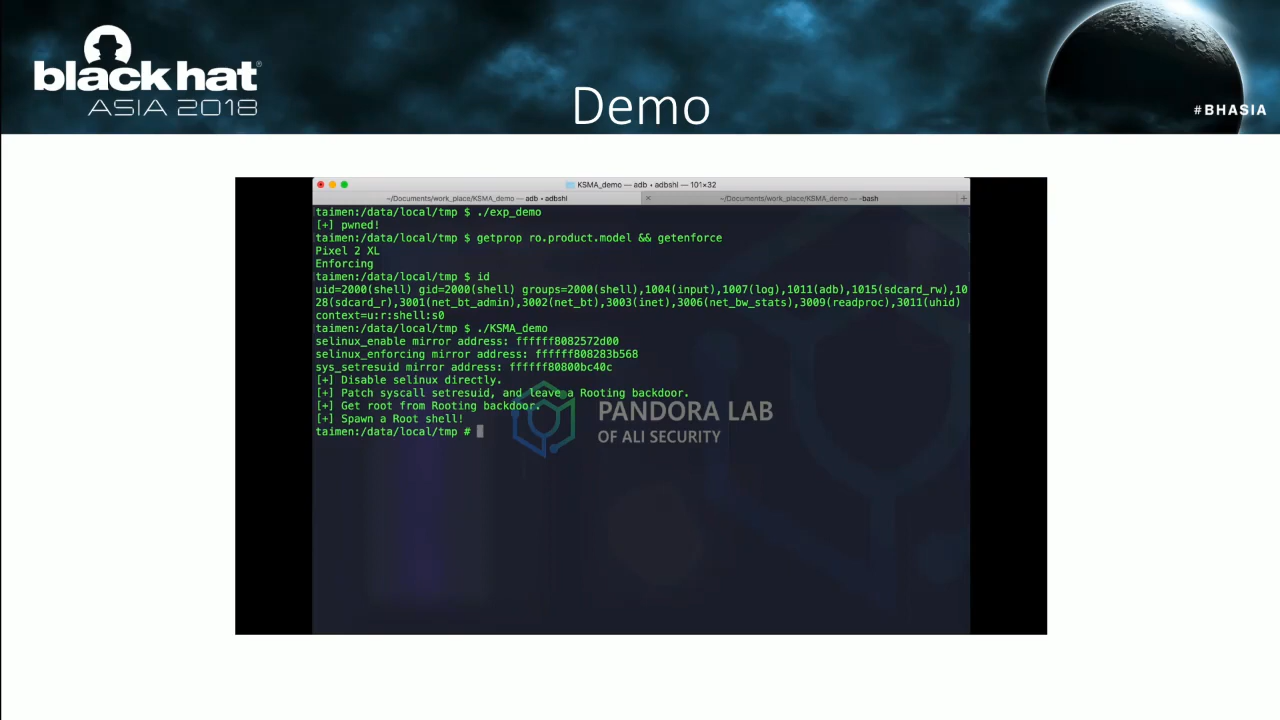 black hat®
ASIA 2018
Demo
#BHASIA
KSMA_demo — adb • adbshl — 101×32
~/Documents/work_place/KSMA_demo — adb • adbshl
~/Documents/work_place/KSMA_demo — -bash
taimen:/data/local/tmp $ ./exp_demo
[+] pwned!
taimen:/data/local/tmp $ getprop ro.product.model && getenforce
Pixel 2 XL
Enforcing
taimen:/data/local/tmp $ id
uid=2000(shell) gid=2000(shell) groups=2000(shell),1004(input),1007(log),1011(adb),1015(sdcard_rw),10
28(sdcard_r),3001(net_bt_admin),3002(net_bt),3003(inet),3006(net_bw_stats),3009(readproc),3011(uhid)
context=u:r:shell:s0
taimen:/data/local/tmp $ ./KSMA_demo
selinux_enable mirror address: ffffff8082572d00
selinux_enforcing mirror address: ffffff808283b568
sys_setresuid mirror address: ffffff80800bc40c
[+] Disable selinux directly.
[+] Patch syscall setresuid, and leave a Rooting backdoor.
[+] Get root from Rooting backdoor.
[+] Spawn a Root shell!
taimen:/data/local/tmp #
PANDORA LAB
OF ALI SECURITY